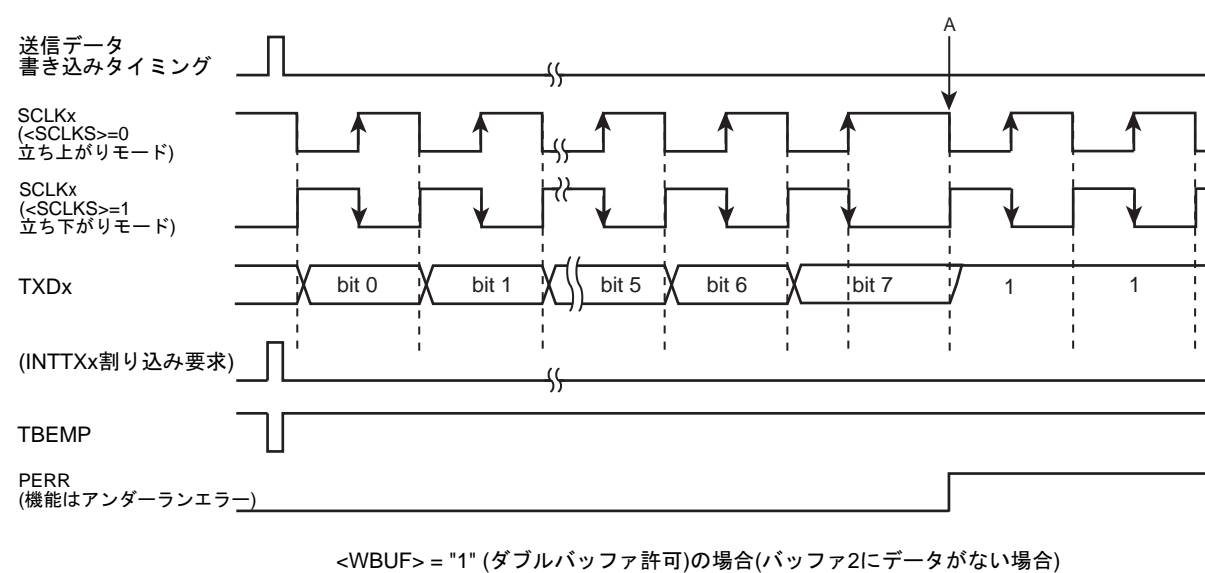 A
送信データ
書き込みタイミング
SCLKx
(<SCLKS>=0
立ち上がりモード)
SCLKx
(<SCLKS>=1
立ち下がりモード)
TXDx
bit 0
bit 1
bit 5
bit 6
bit 7
1
1
(INTTXx割り込み要求)
TBEMP
PERR
(機能はアンダーランエラー)
<WBUF> = "1" (ダブルバッファ許可)の場合(バッファ2にデータがない場合)